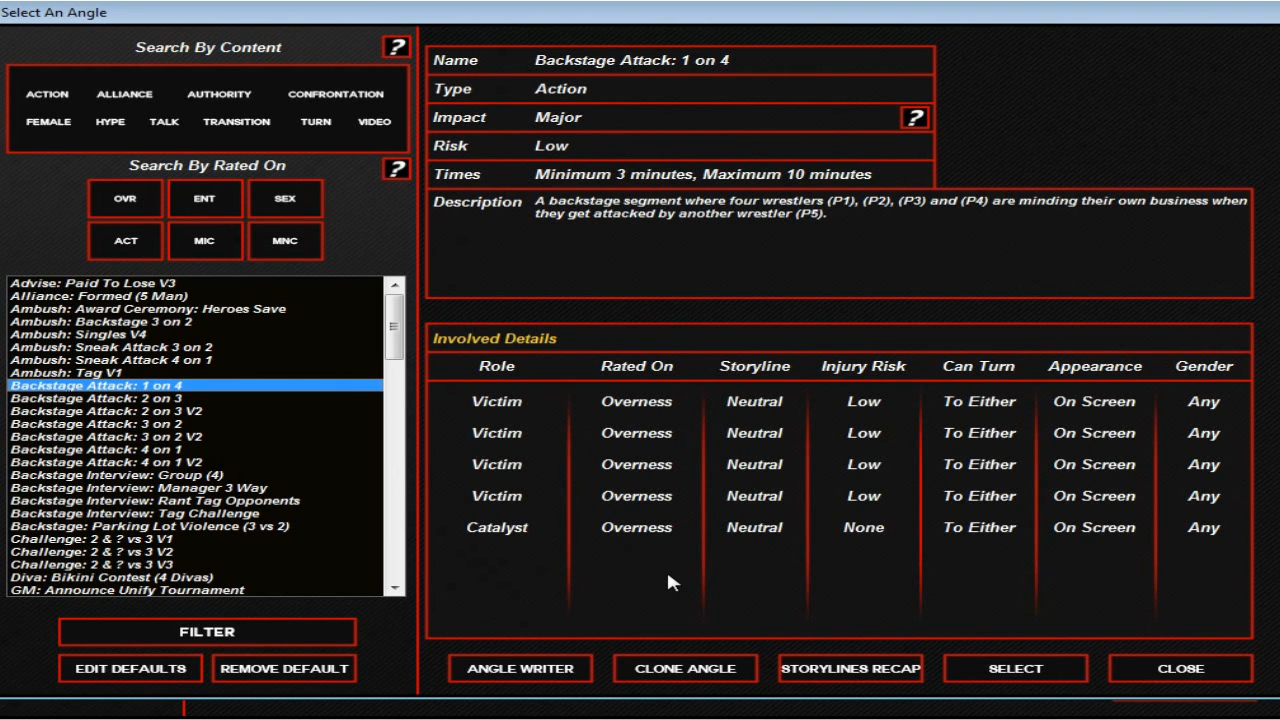 Select An Angle
Search By Content
?
ACTION ALLIANCE AUTHORITY CONFRONTATION
FEMALE HYPE TALK TRANSITION TURN VIDEO
Search By Rated On
?
OVR ENT SEX
ACT MIC MNC
Advise: Paid To Lose V3
Alliance: Formed (5 Man)
Ambush: Award Ceremony: Heroes Save
Ambush: Backstage 3 on 2
Ambush: Singles V4
Ambush: Sneak Attack 3 on 2
Ambush: Sneak Attack 4 on 1
Ambush: Tag V1
Backstage Attack: 1 on 4
Backstage Attack: 2 on 3
Backstage Attack: 2 on 3 V2
Backstage Attack: 3 on 2
Backstage Attack: 3 on 2 V2
Backstage Attack: 4 on 1
Backstage Attack: 4 on 1 V2
Backstage Interview: Group (4)
Backstage Interview: Manager 3 Way
Backstage Interview: Rant Tag Opponents
Backstage Interview: Tag Challenge
Backstage: Parking Lot Violence (3 vs 2)
Challenge: 2 & ? vs 3 V1
Challenge: 2 & ? vs 3 V2
Challenge: 2 & ? vs 3 V3
Diva: Bikini Contest (4 Divas)
GM: Announce Unify Tournament
FILTER
EDIT DEFAULTS REMOVE DEFAULT
Name Backstage Attack: 1 on 4
Type Action
Impact Major ?
Risk Low
Times Minimum 3 minutes, Maximum 10 minutes
Description A backstage segment where four wrestlers (P1), (P2), (P3) and (P4) are minding their own business when
they get attacked by another wrestler (P5).
Involved Details
Role Rated On Storyline Injury Risk Can Turn Appearance Gender
Victim Overness Neutral Low To Either On Screen Any
Victim Overness Neutral Low To Either On Screen Any
Victim Overness Neutral Low To Either On Screen Any
Victim Overness Neutral Low To Either On Screen Any
Catalyst Overness Neutral None To Either On Screen Any
ANGLE WRITER CLONE ANGLE STORYLINES RECAP SELECT CLOSE